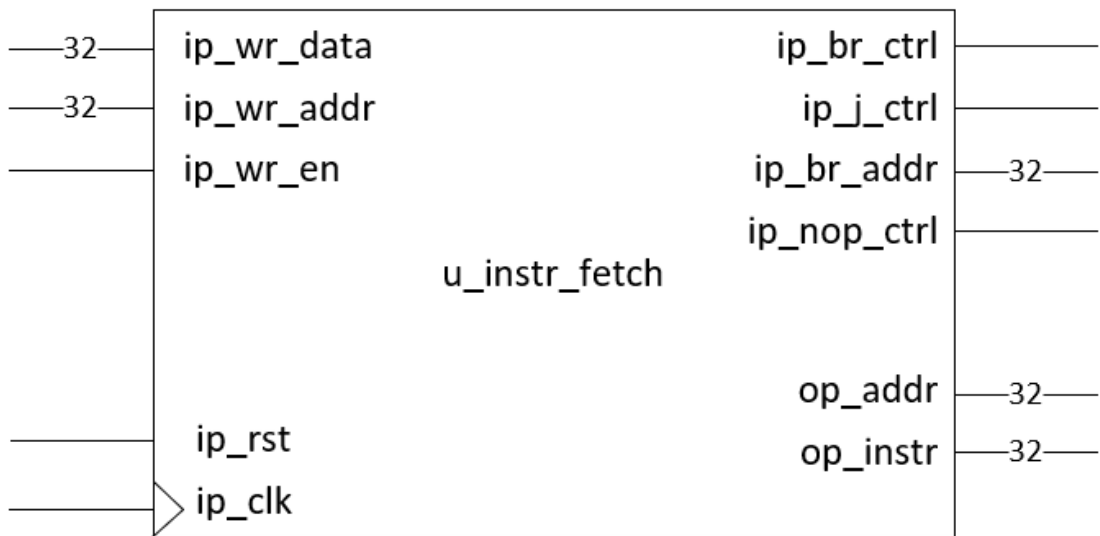 32 ip_wr_data ip_br_ctrl
32 ip_wr_addr ip_j_ctrl
ip_wr_en ip_br_addr 32
ip_nop_ctrl
u_instr_fetch
op_addr 32
ip_rst op_instr 32
ip_clk